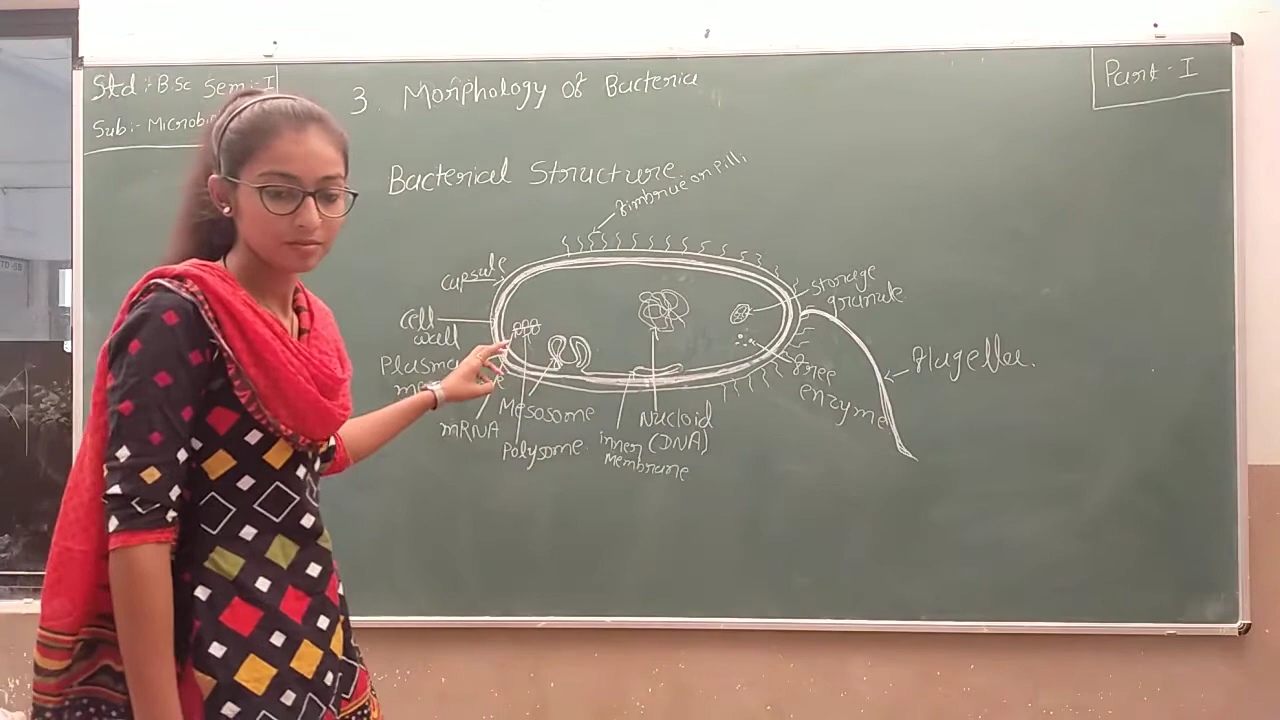 Std :- B.Sc Sem :- I
Sub :- Microbi
3. Morphology of Bacteria
Part - I
Bacterial Structure
Fimbriae or Pilli
Capsule
Cell
wall
Plasma
mRNA
Mesosome
Polysome
inner
Membrane
Nucloid
(DNA)
Storage
granule
free
enzyme
Flagella